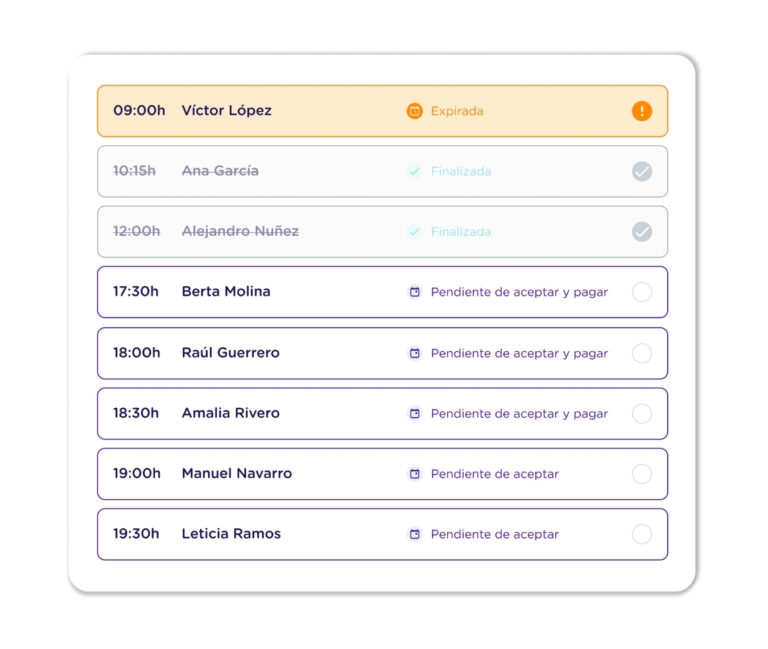 09:00h Víctor López Expirada
10:15h Ana García Finalizada
12:00h Alejandro Nuñez Finalizada
17:30h Berta Molina Pendiente de aceptar y pagar
18:00h Raúl Guerrero Pendiente de aceptar y pagar
18:30h Amalia Rivero Pendiente de aceptar y pagar
19:00h Manuel Navarro Pendiente de aceptar
19:30h Leticia Ramos Pendiente de aceptar